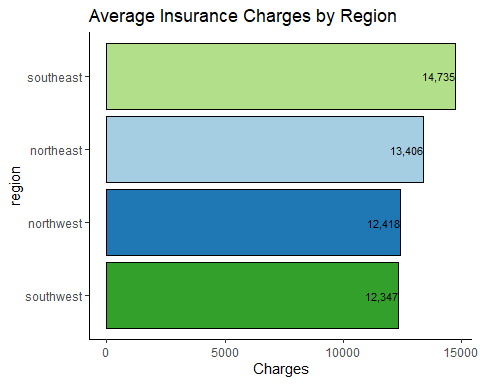 Average Insurance Charges by Region
southeast
14,735
northeast
13,406
northwest
12,418
southwest
12,347
region
0 5000 10000 15000
Charges